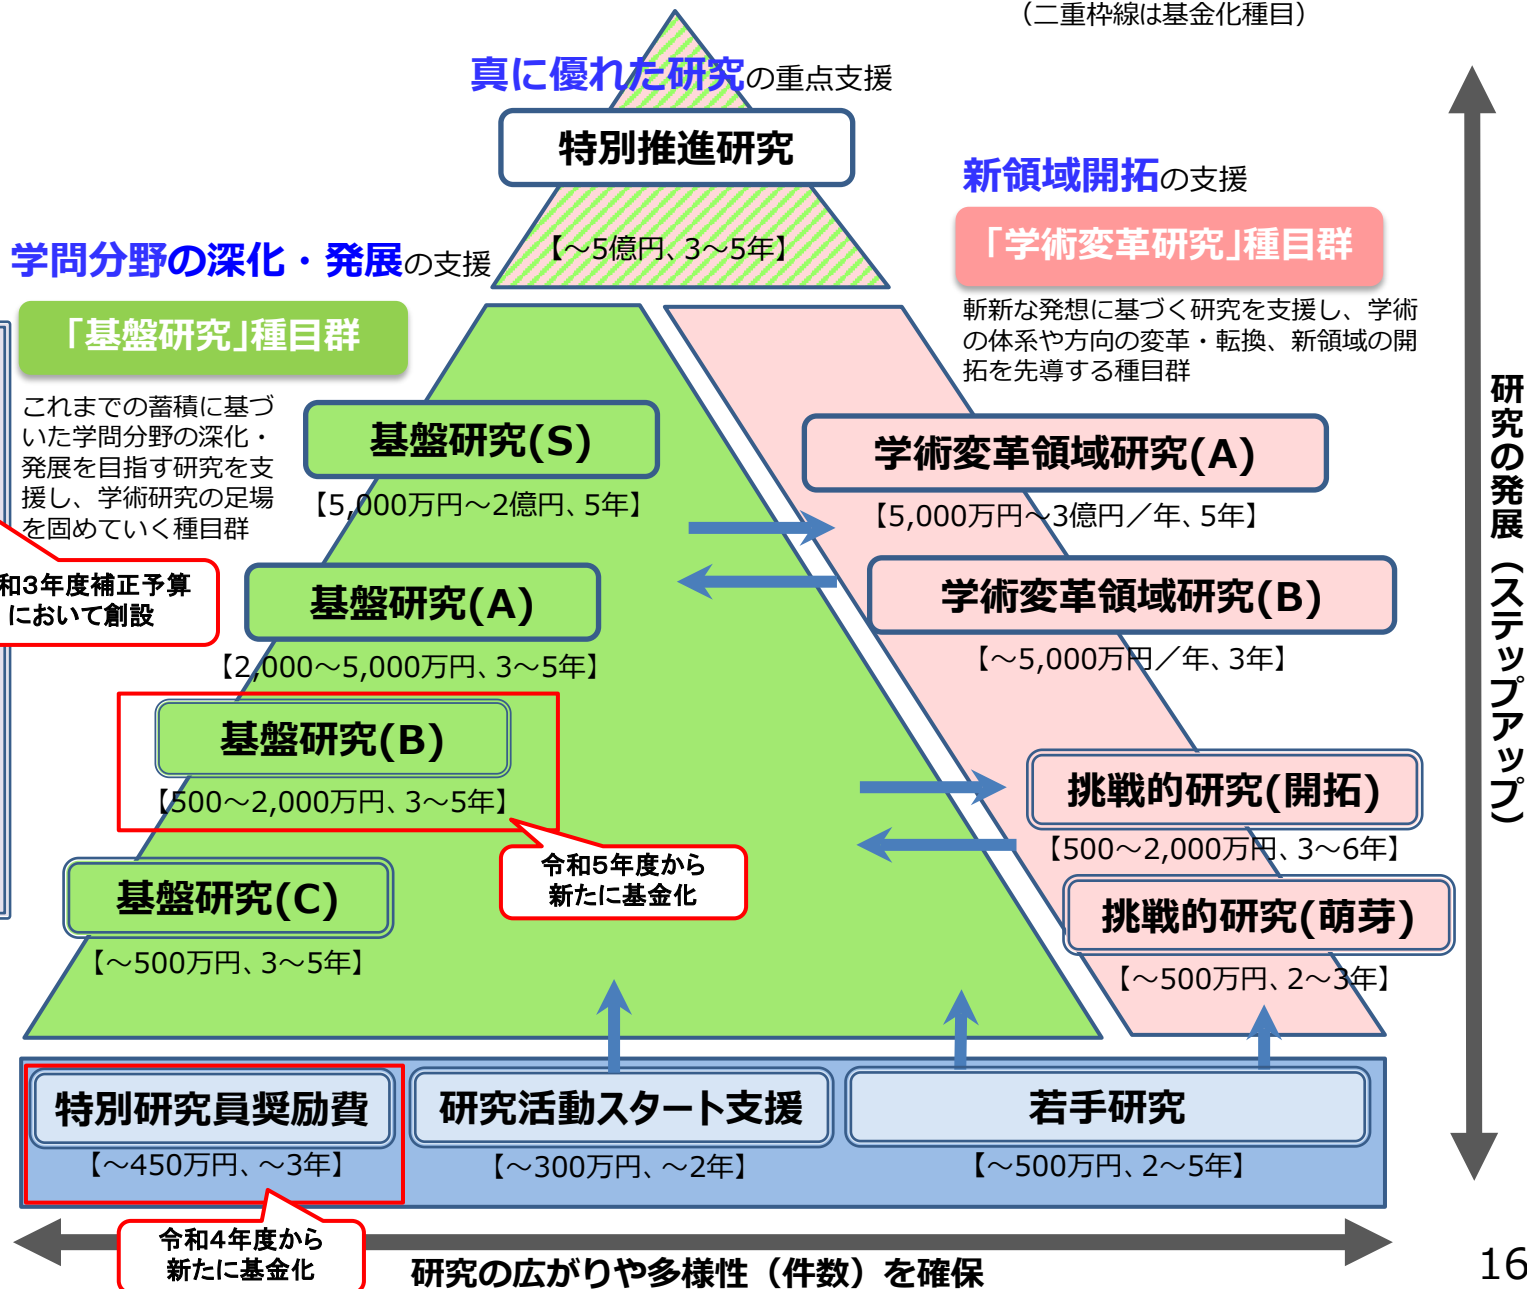 （二重枠線は基金化種目）
真に優れた研究の重点支援
特別推進研究
【～5億円、3～5年】
新領域開拓の支援
「学術変革研究」種目群
斬新な発想に基づく研究を支援し、学術
の体系や方向の変革・転換、新領域の開
拓を先導する種目群
学問分野の深化・発展の支援
「基盤研究」種目群
これまでの蓄積に基づ
いた学問分野の深化・
発展を目指す研究を支
援し、学術研究の足場
を固めていく種目群
和3年度補正予算
において創設
基盤研究(S)
【5,000万円～2億円、5年】
基盤研究(A)
【2,000～5,000万円、3～5年】
基盤研究(B)
【500～2,000万円、3～5年】
令和5年度から
新たに基金化
基盤研究(C)
【～500万円、3～5年】
学術変革領域研究(A)
【5,000万円～3億円／年、5年】
学術変革領域研究(B)
【～5,000万円／年、3年】
挑戦的研究(開拓)
【500～2,000万円、3～6年】
挑戦的研究(萌芽)
【～500万円、2～3年】
研究の発展（ステップアップ）
特別研究員奨励費
【～450万円、～3年】
令和4年度から
新たに基金化
研究活動スタート支援
【～300万円、～2年】
若手研究
【～500万円、2～5年】
研究の広がりや多様性（件数）を確保
16